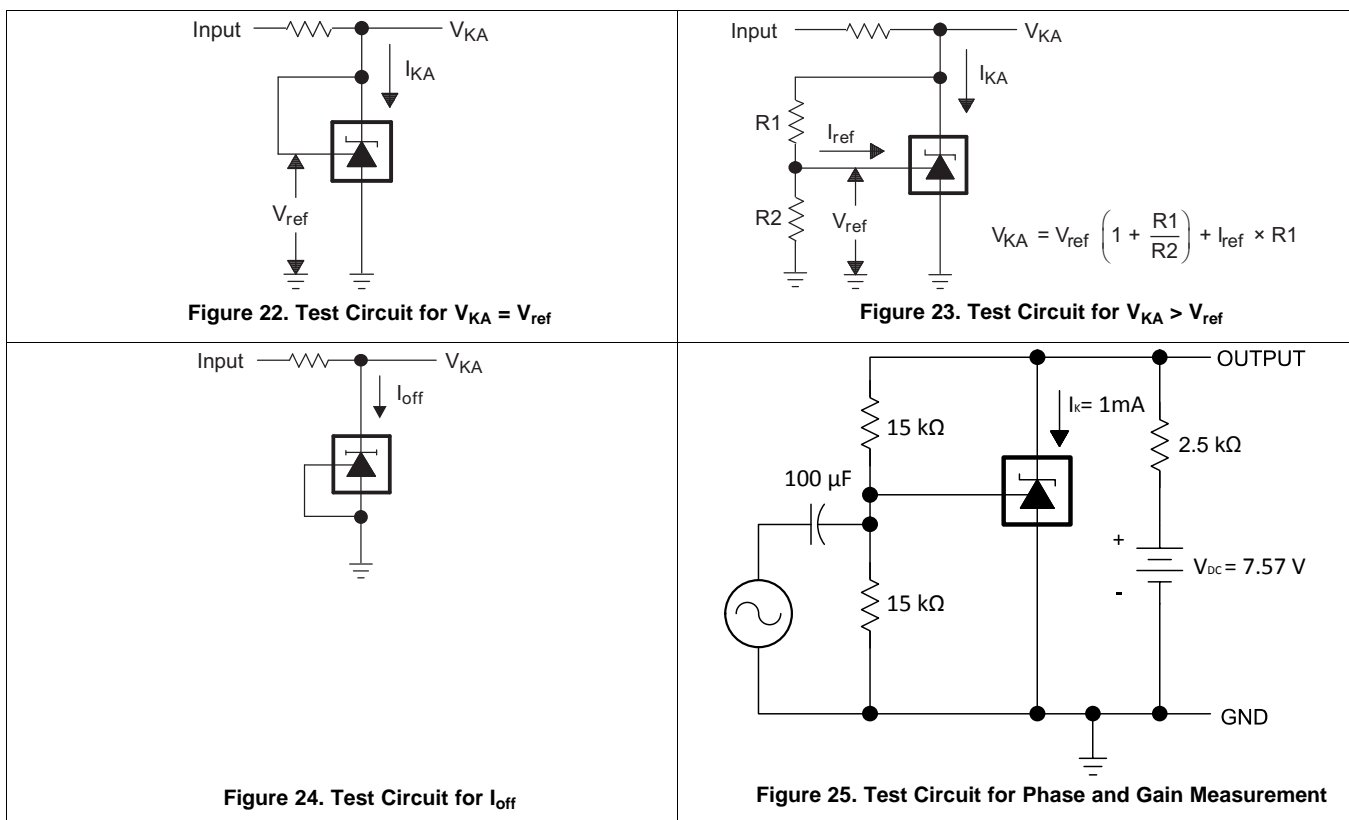 Input
V_KA
I_KA
V_ref
Figure 22. Test Circuit for V_KA = V_ref
Input
V_KA
I_KA
R1
I_ref
R2
V_ref
V_KA = V_ref (1 + R1/R2) + I_ref × R1
Figure 23. Test Circuit for V_KA > V_ref
Input
V_KA
I_off
Figure 24. Test Circuit for I_off
OUTPUT
I_K= 1mA
15 kΩ
2.5 kΩ
100 µF
+
V_DC = 7.57 V
-
15 kΩ
GND
Figure 25. Test Circuit for Phase and Gain Measurement